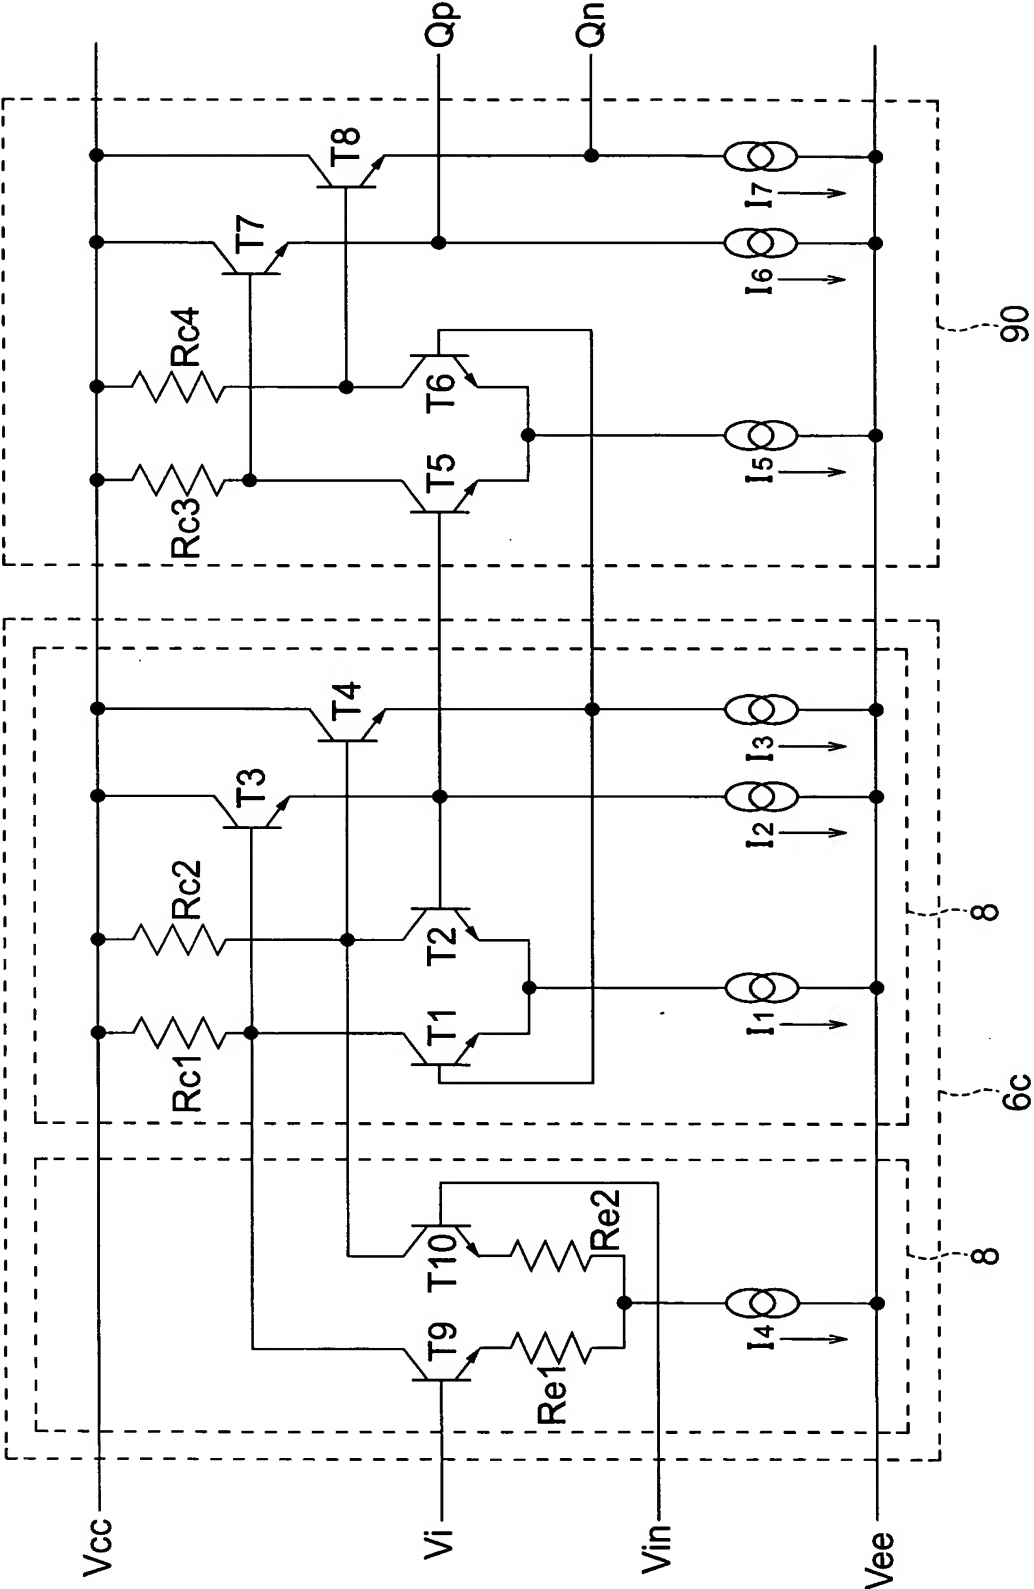 Vcc
Vi
Vin
Vee
T9
T10
Re1
Re2
I4
8
Rc1
Rc2
T1
T2
T3
T4
I1
I2
I3
8
6c
Rc3
Rc4
T5
T6
T7
T8
I5
I6
I7
90
Qp
Qn